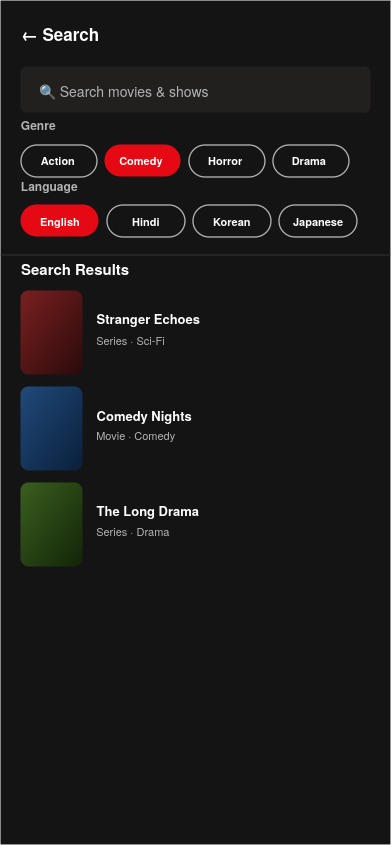 ← Search
🔍 Search movies & shows
Genre
Action Comedy Horror Drama
Language
English Hindi Korean Japanese
Search Results
Stranger Echoes
Series · Sci-Fi
Comedy Nights
Movie · Comedy
The Long Drama
Series · Drama